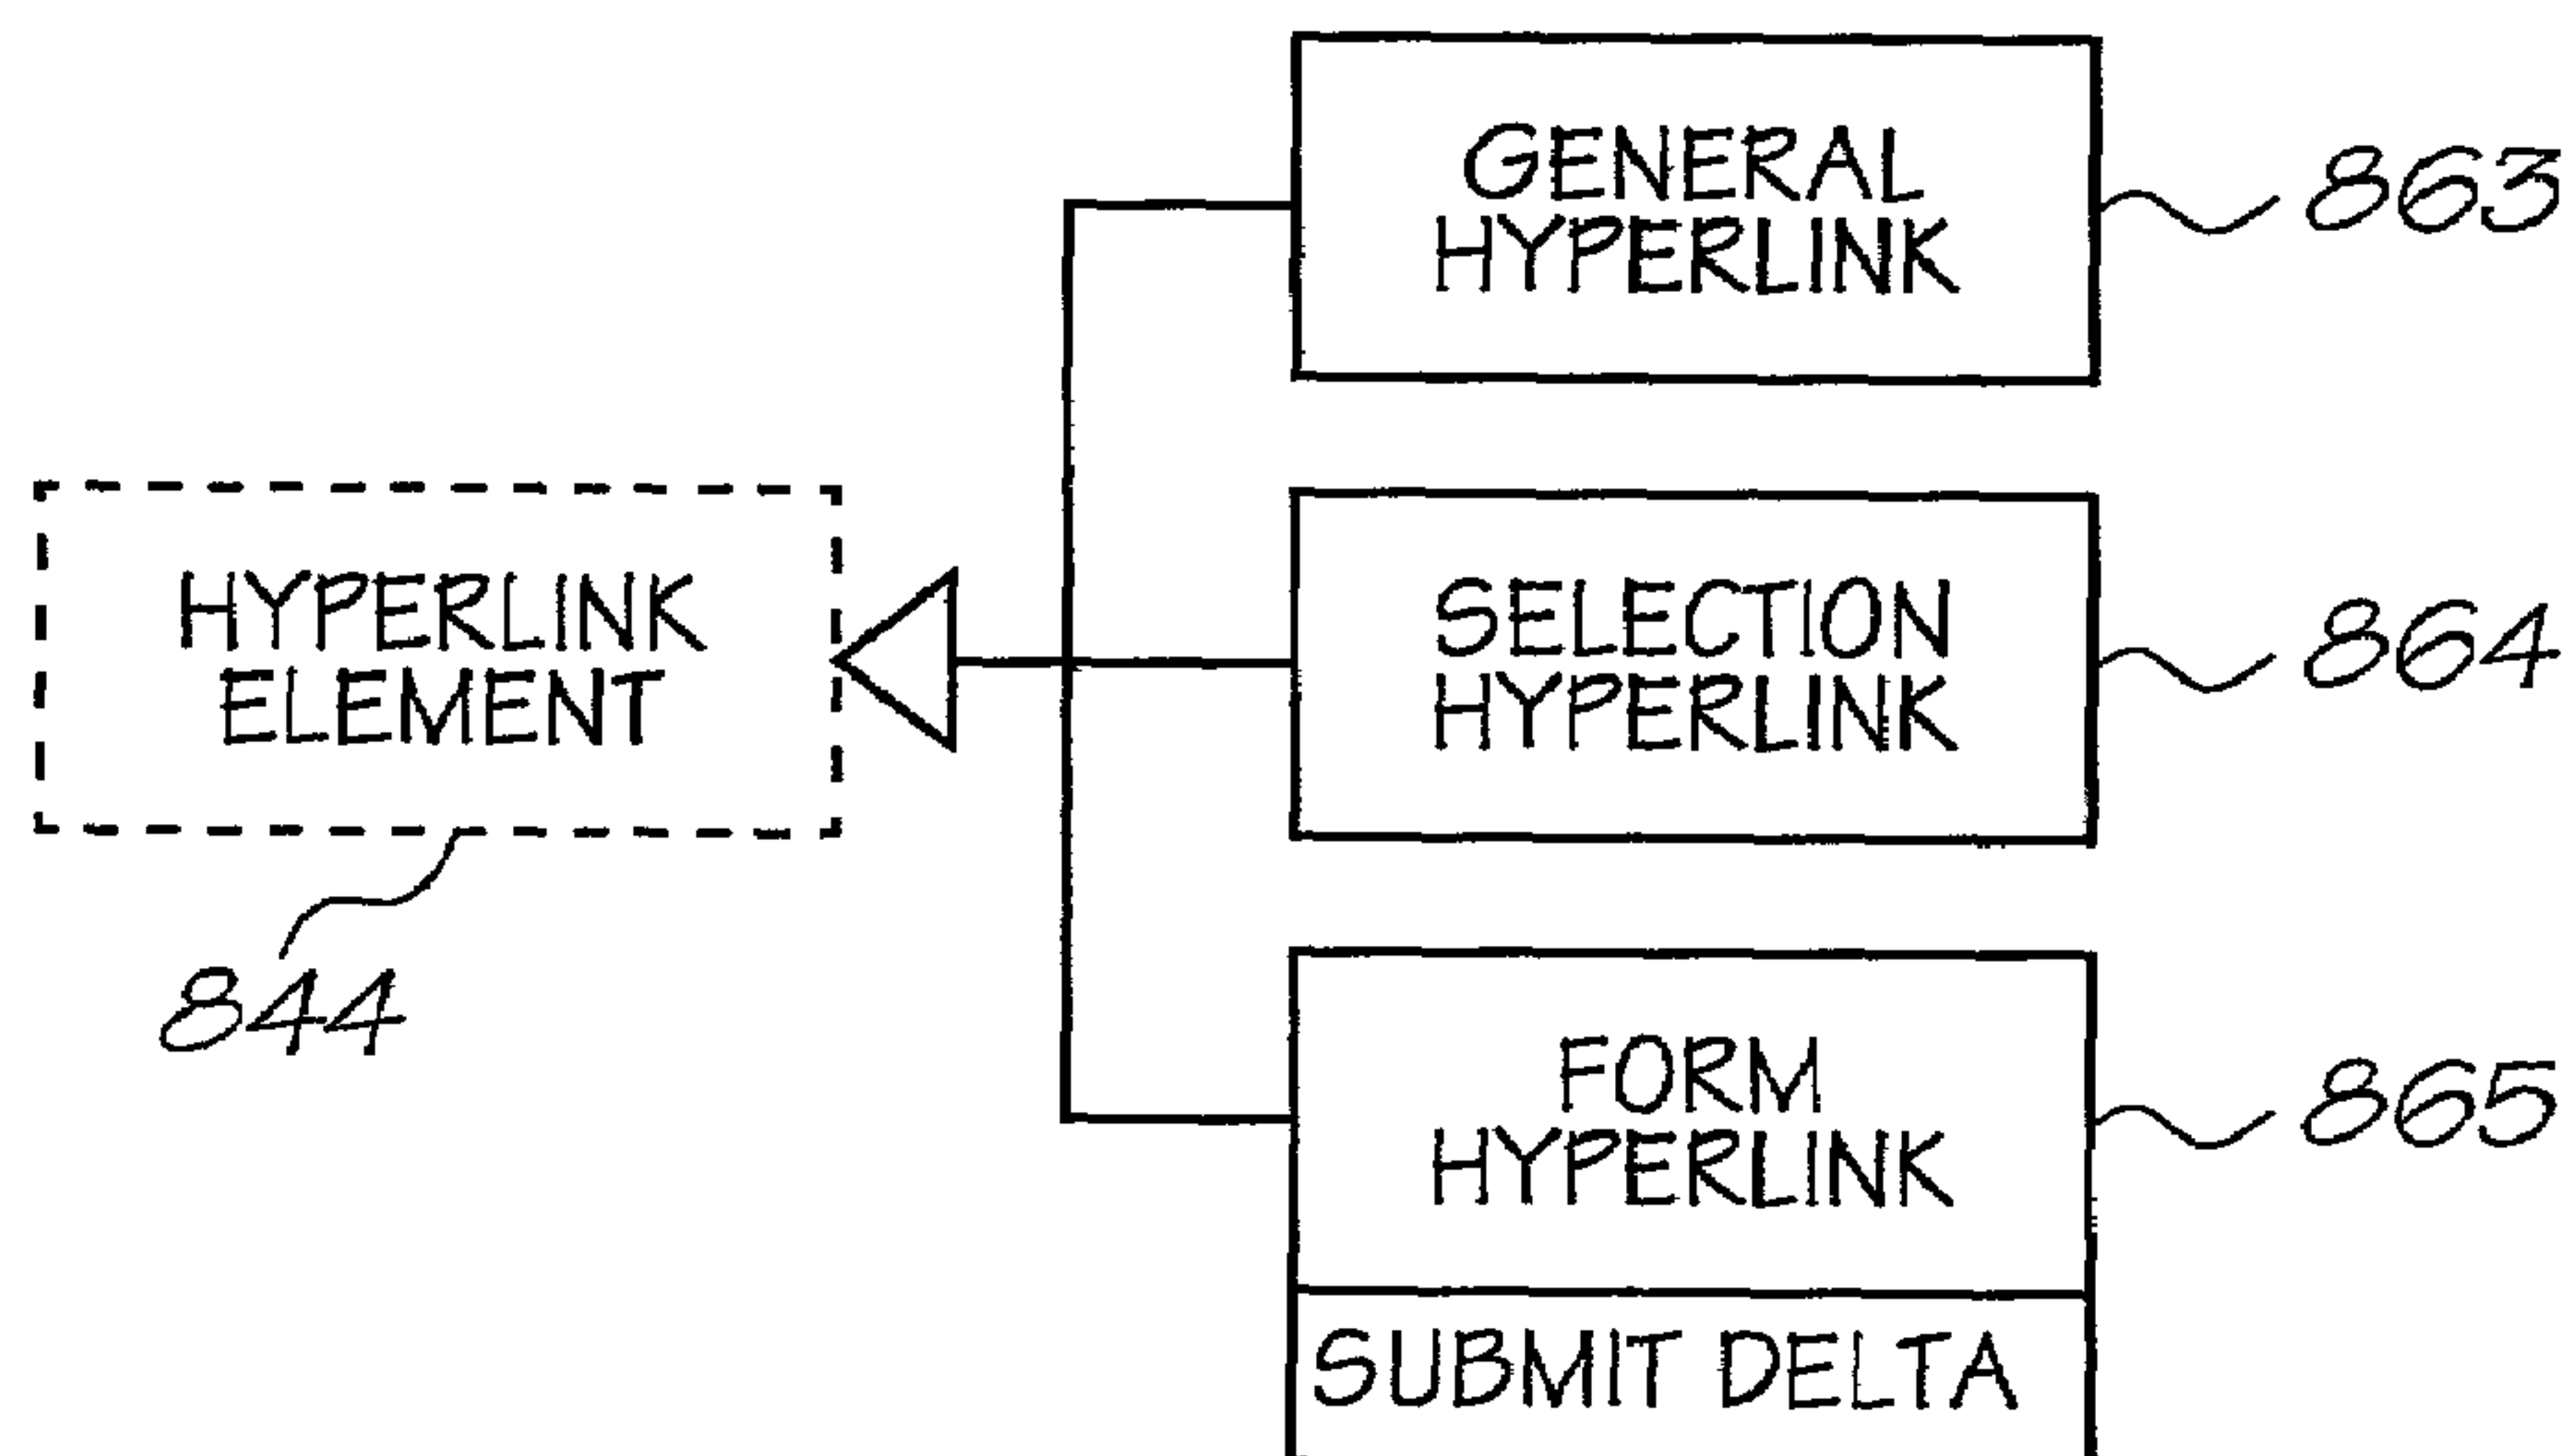 GENERAL
HYPERLINK
863
HYPERLINK
ELEMENT
844
SELECTION
HYPERLINK
864
FORM
HYPERLINK
865
SUBMIT DELTA